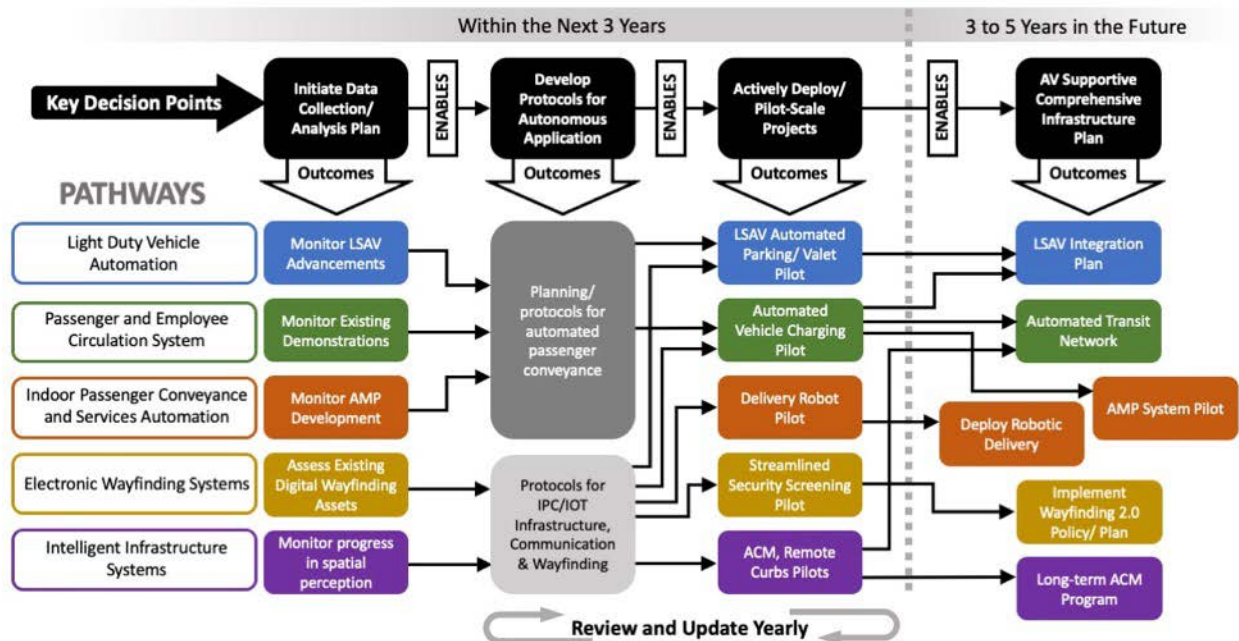 Within the Next 3 Years
3 to 5 Years in the Future
Key Decision Points
Initiate Data
Collection/
Analysis Plan
ENABLES
Develop
Protocols for
Autonomous
Application
ENABLES
Actively Deploy/
Pilot-Scale
Projects
ENABLES
AV Supportive
Comprehensive
Infrastructure
Plan
Outcomes
Outcomes
Outcomes
Outcomes
PATHWAYS
Light Duty Vehicle
Automation
Monitor LSAV
Advancements
Planning/
protocols for
automated
passenger
conveyance
LSAV Automated
Parking/ Valet
Pilot
LSAV Integration
Plan
Passenger and Employee
Circulation System
Monitor Existing
Demonstrations
Automated
Vehicle Charging
Pilot
Automated Transit
Network
Indoor Passenger Conveyance
and Services Automation
Monitor AMP
Development
Delivery Robot
Pilot
Deploy Robotic
Delivery
AMP System Pilot
Electronic Wayfinding Systems
Assess Existing
Digital Wayfinding
Assets
Protocols for
IPC/IOT
Infrastructure,
Communication
& Wayfinding
Streamlined
Security Screening
Pilot
Implement
Wayfinding 2.0
Policy/ Plan
Intelligent Infrastructure
Systems
Monitor progress
in spatial
perception
ACM, Remote
Curbs Pilots
Long-term ACM
Program
Review and Update Yearly